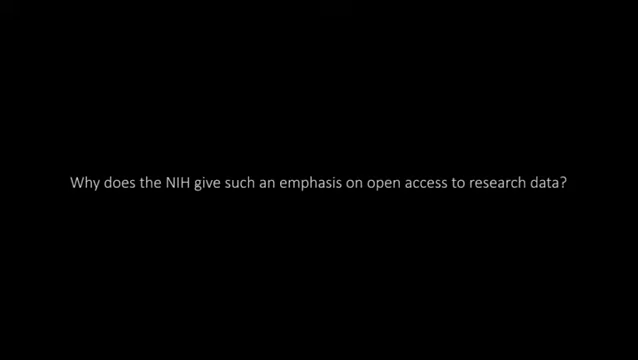 Why does the NIH give such an emphasis on open access to research data?